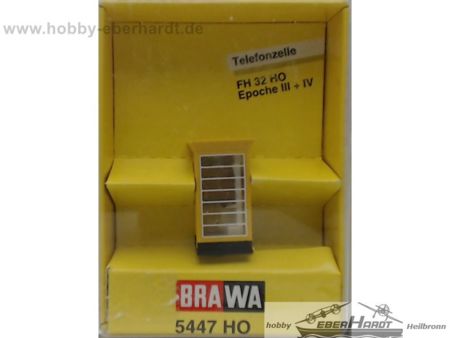 www.hobby-eberhardt.de
Telefonzelle
FH 32 HO
Epoche III + IV
BRAWA
5447 HO
hobby EBERHARDT Heilbronn